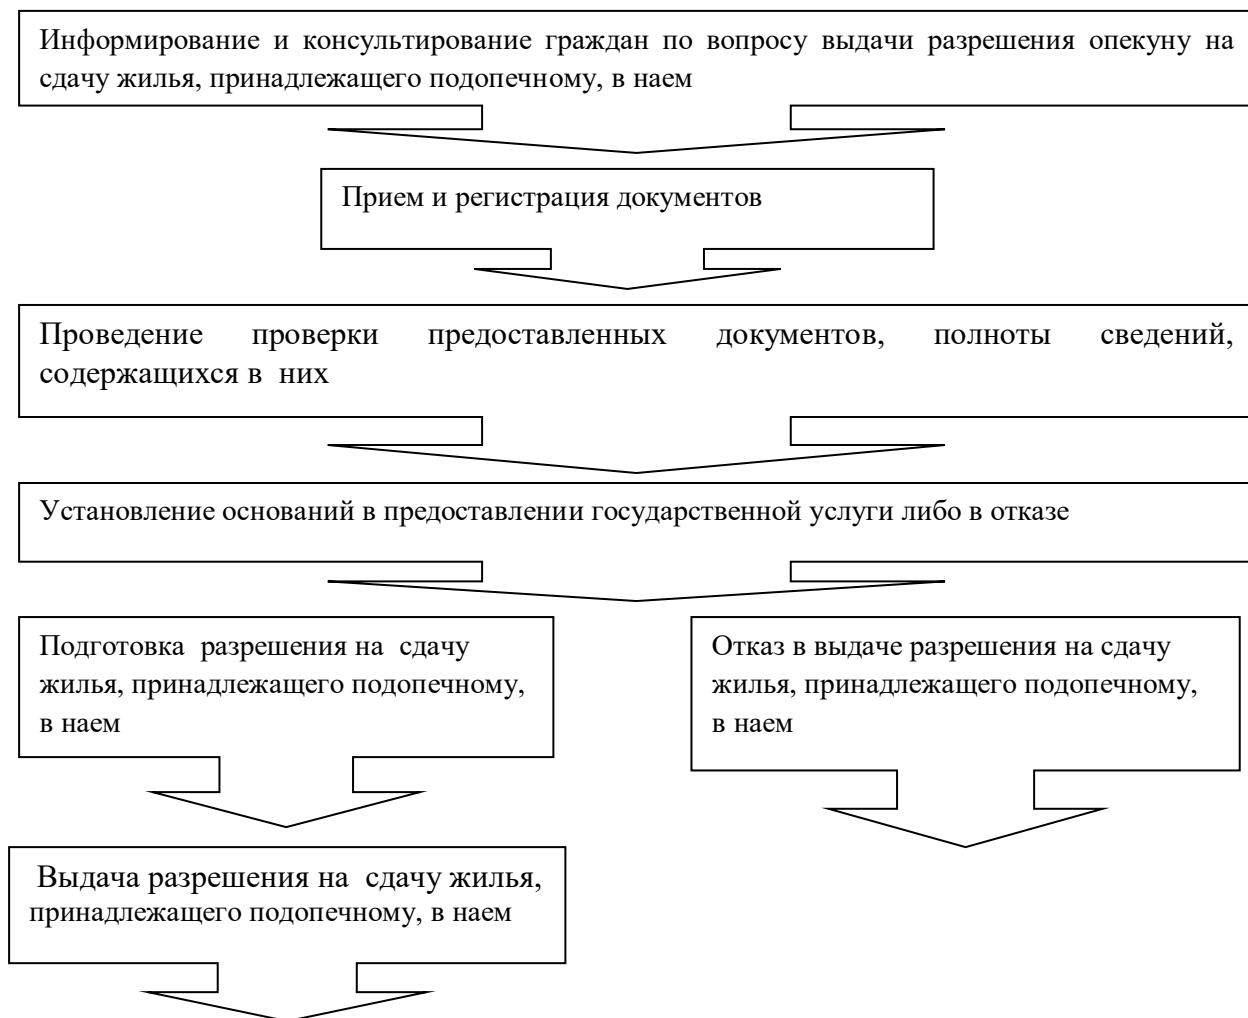 Информирование и консультирование граждан по вопросу выдачи разрешения опекуну на
сдачу жилья, принадлежащего подопечному, в наем
Прием и регистрация документов
Проведение проверки предоставленных документов, полноты сведений,
содержащихся в них
Установление оснований в предоставлении государственной услуги либо в отказе
Подготовка разрешения на сдачу
жилья, принадлежащего подопечному,
в наем
Отказ в выдаче разрешения на сдачу
жилья, принадлежащего подопечному,
в наем
Выдача разрешения на сдачу жилья,
принадлежащего подопечному, в наем